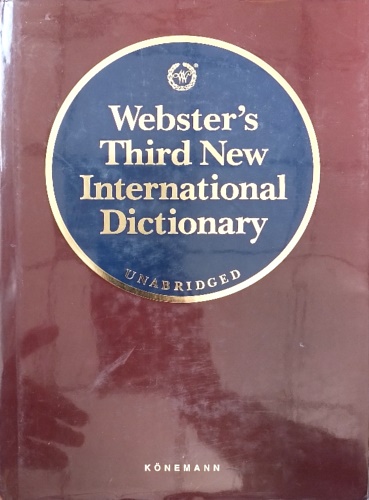 Webster's
Third New
International
Dictionary
UNABRIDGED
KÖNEMANN